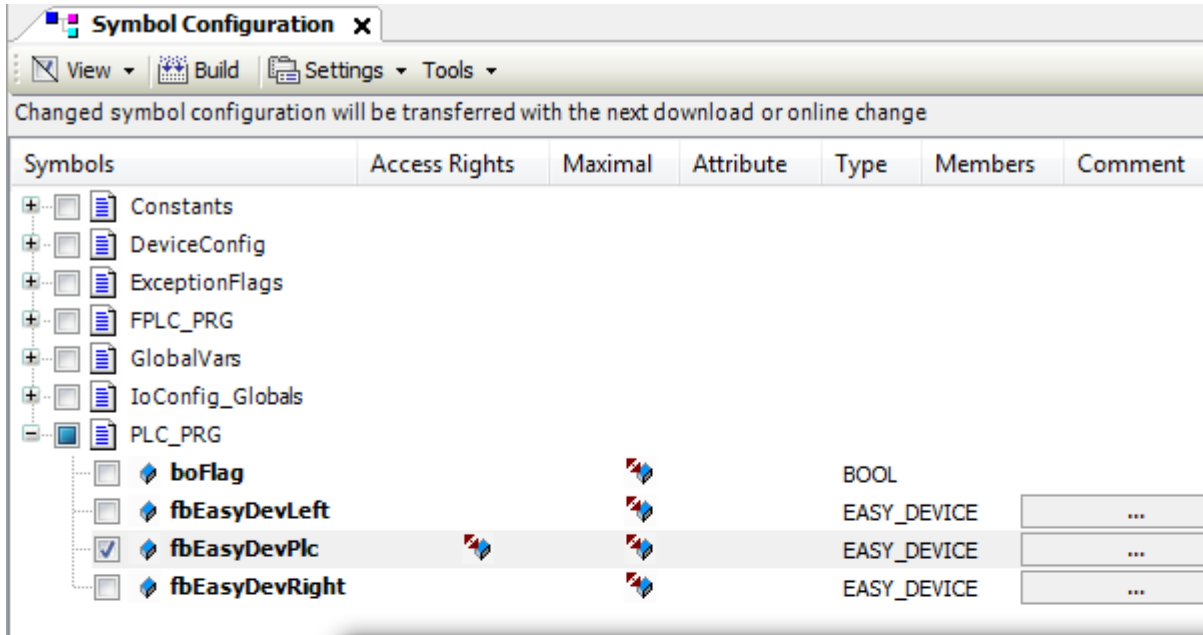 Symbol Configuration
View Build Settings Tools
Changed symbol configuration will be transferred with the next download or online change
Symbols Access Rights Maximal Attribute Type Members Comment
Constants
DeviceConfig
ExceptionFlags
FPLC_PRG
GlobalVars
IoConfig_Globals
PLC_PRG
boFlag BOOL
fbEasyDevLeft EASY_DEVICE ...
fbEasyDevPlc EASY_DEVICE ...
fbEasyDevRight EASY_DEVICE ...